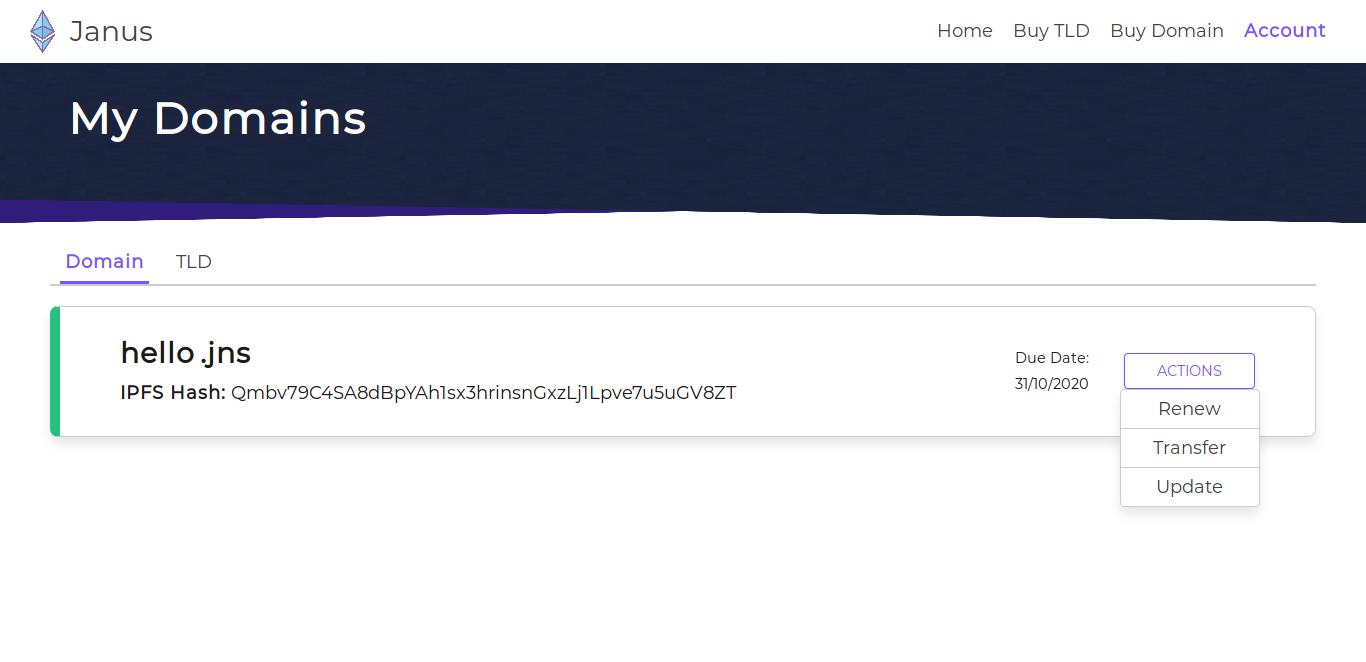 Janus
Home Buy TLD Buy Domain Account
My Domains
Domain TLD
hello .jns
IPFS Hash: Qmbv79C4SA8dBpYAh1sx3hrinsnGxzLj1Lpve7u5uGV8ZT
Due Date:
31/10/2020
ACTIONS
Renew
Transfer
Update